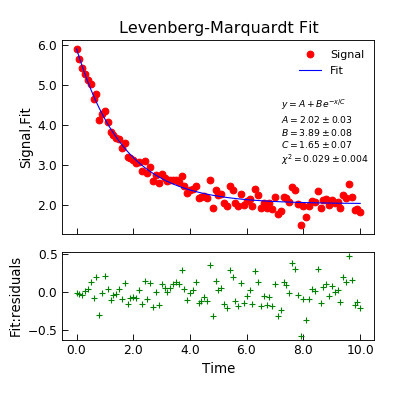 Levenberg-Marquardt Fit
6.0
5.0
4.0
3.0
2.0
Signal,Fit
Signal
Fit
y = A + Be^{-x/C}
A = 2.02 ± 0.03
B = 3.89 ± 0.08
C = 1.65 ± 0.07
χ² = 0.029 ± 0.004
0.5
0.0
−0.5
Fit:residuals
0.0 2.0 4.0 6.0 8.0 10.0
Time